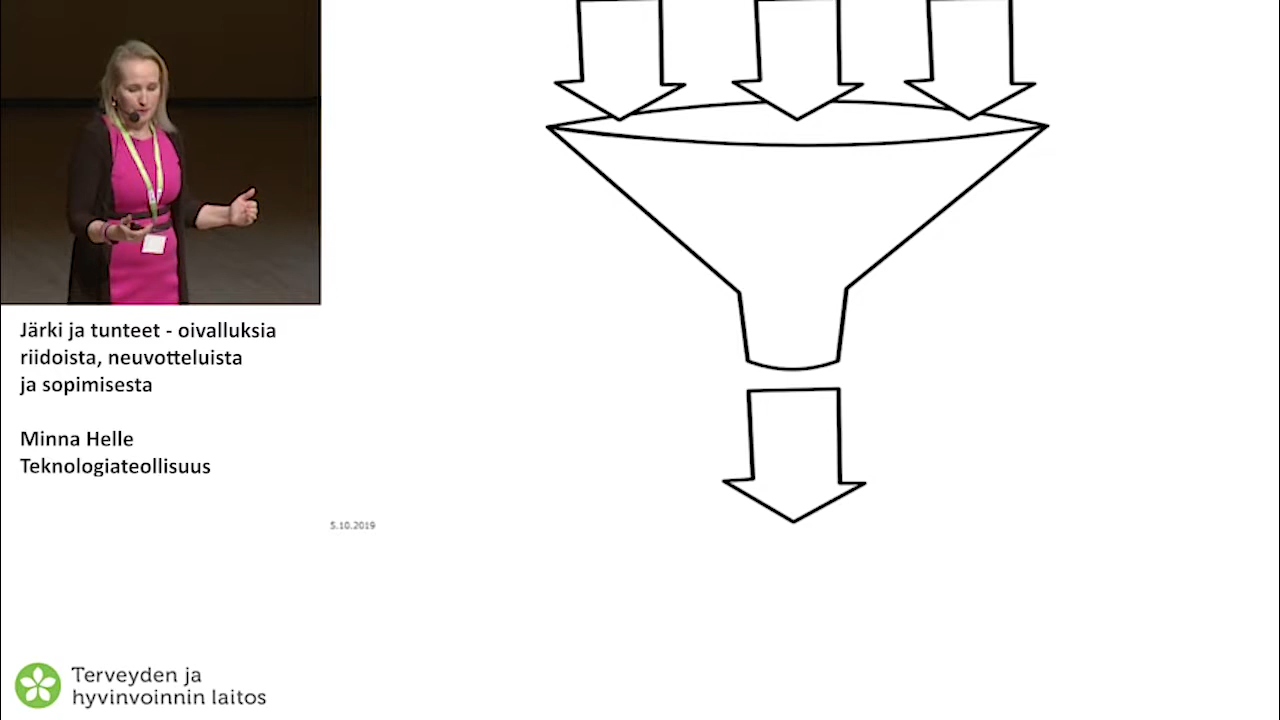 Järki ja tunteet - oivalluksia
riidoista, neuvotteluista
ja sopimisesta
Minna Helle
Teknologiateollisuus
5.10.2019
Terveyden ja
hyvinvoinnin laitos